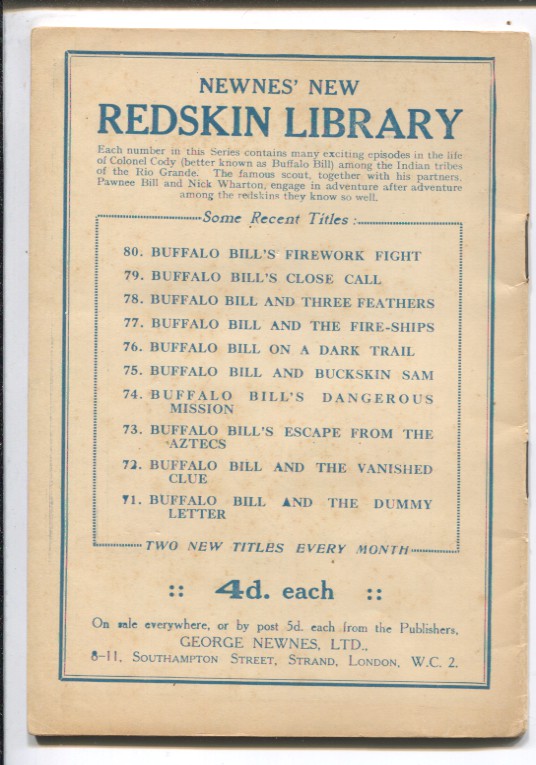 NEWNES' NEW
REDSKIN LIBRARY
Each number in this Series contains many exciting episodes in the life
of Colonel Cody (better known as Buffalo Bill) among the Indian tribes
of the Rio Grande. The famous scout, together with his partners,
Pawnee Bill and Nick Wharton, engage in adventure after adventure
among the redskins they know so well.
Some Recent Titles:
80. BUFFALO BILL'S FIREWORK FIGHT
79. BUFFALO BILL'S CLOSE CALL
78. BUFFALO BILL AND THREE FEATHERS
77. BUFFALO BILL AND THE FIRE-SHIPS
76. BUFFALO BILL ON A DARK TRAIL
75. BUFFALO BILL AND BUCKSKIN SAM
74. BUFFALO BILL'S DANGEROUS
MISSION
73. BUFFALO BILL'S ESCAPE FROM THE
AZTECS
72. BUFFALO BILL AND THE VANISHED
CLUE
71. BUFFALO BILL AND THE DUMMY
LETTER
TWO NEW TITLES EVERY MONTH
:: 4d. each ::
On sale everywhere, or by post 5d. each from the Publishers,
GEORGE NEWNES, LTD.,
8-11, SOUTHAMPTON STREET, STRAND, LONDON, W.C. 2.